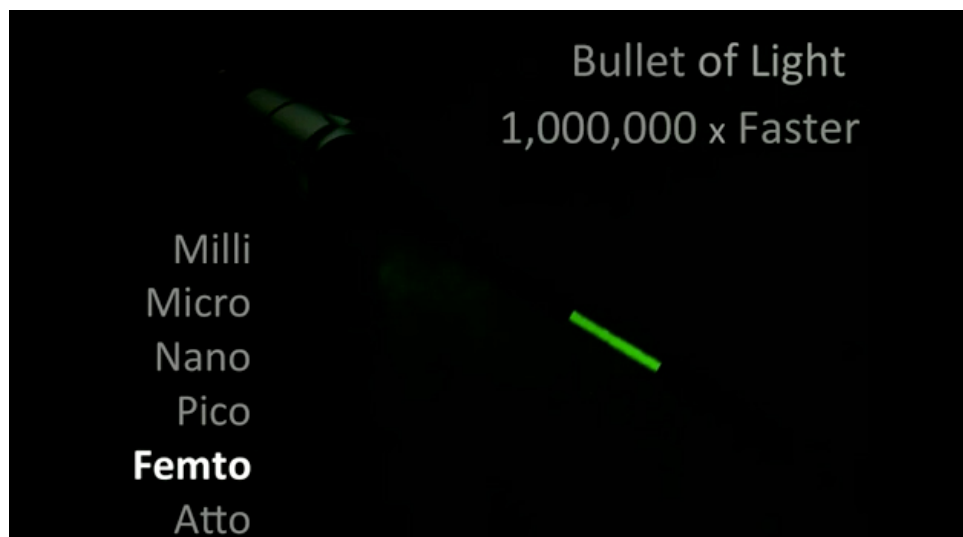 Bullet of Light
1,000,000 x Faster
Milli
Micro
Nano
Pico
Femto
Atto